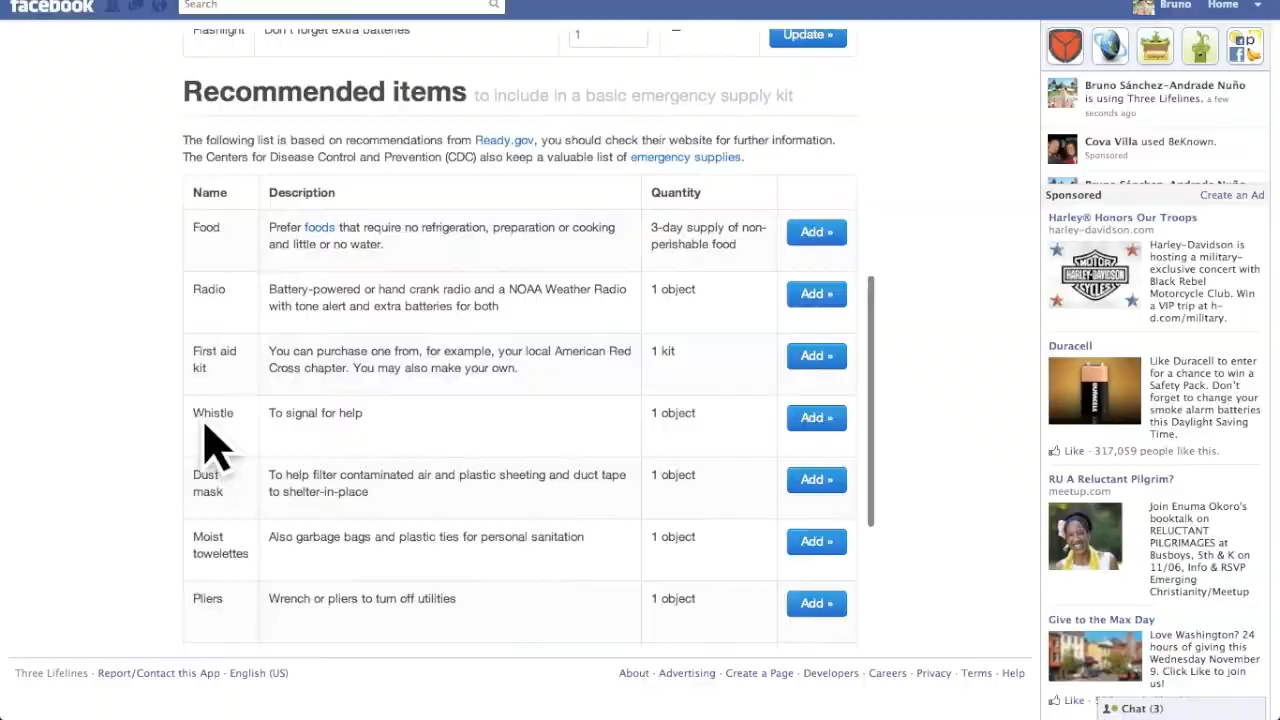 facebook
Search
Bruno
Home
Flashlight
Don't forget extra batteries
1
—
Update »
Recommended items to include in a basic emergency supply kit
The following list is based on recommendations from Ready.gov, you should check their website for further information.
The Centers for Disease Control and Prevention (CDC) also keep a valuable list of emergency supplies.
Name
Description
Quantity
Food
Prefer foods that require no refrigeration, preparation or cooking
and little or no water.
3-day supply of non-
perishable food
Add »
Radio
Battery-powered or hand crank radio and a NOAA Weather Radio
with tone alert and extra batteries for both
1 object
Add »
First aid
kit
You can purchase one from, for example, your local American Red
Cross chapter. You may also make your own.
1 kit
Add »
Whistle
To signal for help
1 object
Add »
Dust
mask
To help filter contaminated air and plastic sheeting and duct tape
to shelter-in-place
1 object
Add »
Moist
towelettes
Also garbage bags and plastic ties for personal sanitation
1 object
Add »
Pliers
Wrench or pliers to turn off utilities
1 object
Add »
Three Lifelines · Report/Contact this App · English (US)
About · Advertising · Create a Page · Developers · Careers · Privacy · Terms · Help
Bruno Sánchez-Andrade Nuño
is using Three Lifelines. a few
seconds ago
Cova Villa used BeKnown.
Sponsored
Bruno Sánchez-Andrade Nuño
Sponsored
Create an Ad
Harley® Honors Our Troops
harley-davidson.com
MOTOR
HARLEY-DAVIDSON
CYCLES
Harley-Davidson is
hosting a military-
exclusive concert with
Black Rebel
Motorcycle Club. Win
a VIP trip at h-
d.com/military.
Duracell
DURACELL
Like Duracell to enter
for a chance to win a
Safety Pack. Don't
forget to change your
smoke alarm batteries
this Daylight Saving
Time.
Like · 317,059 people like this.
RU A Reluctant Pilgrim?
meetup.com
Join Enuma Okoro's
booktalk on
RELUCTANT
PILGRIMAGES at
Busboys, 5th & K on
11/06, Info & RSVP
Emerging
Christianity/Meetup
Give to the Max Day
Love Washington? 24
hours of giving this
Wednesday November
9. Click Like to join
us!
Like ·
Chat (3)